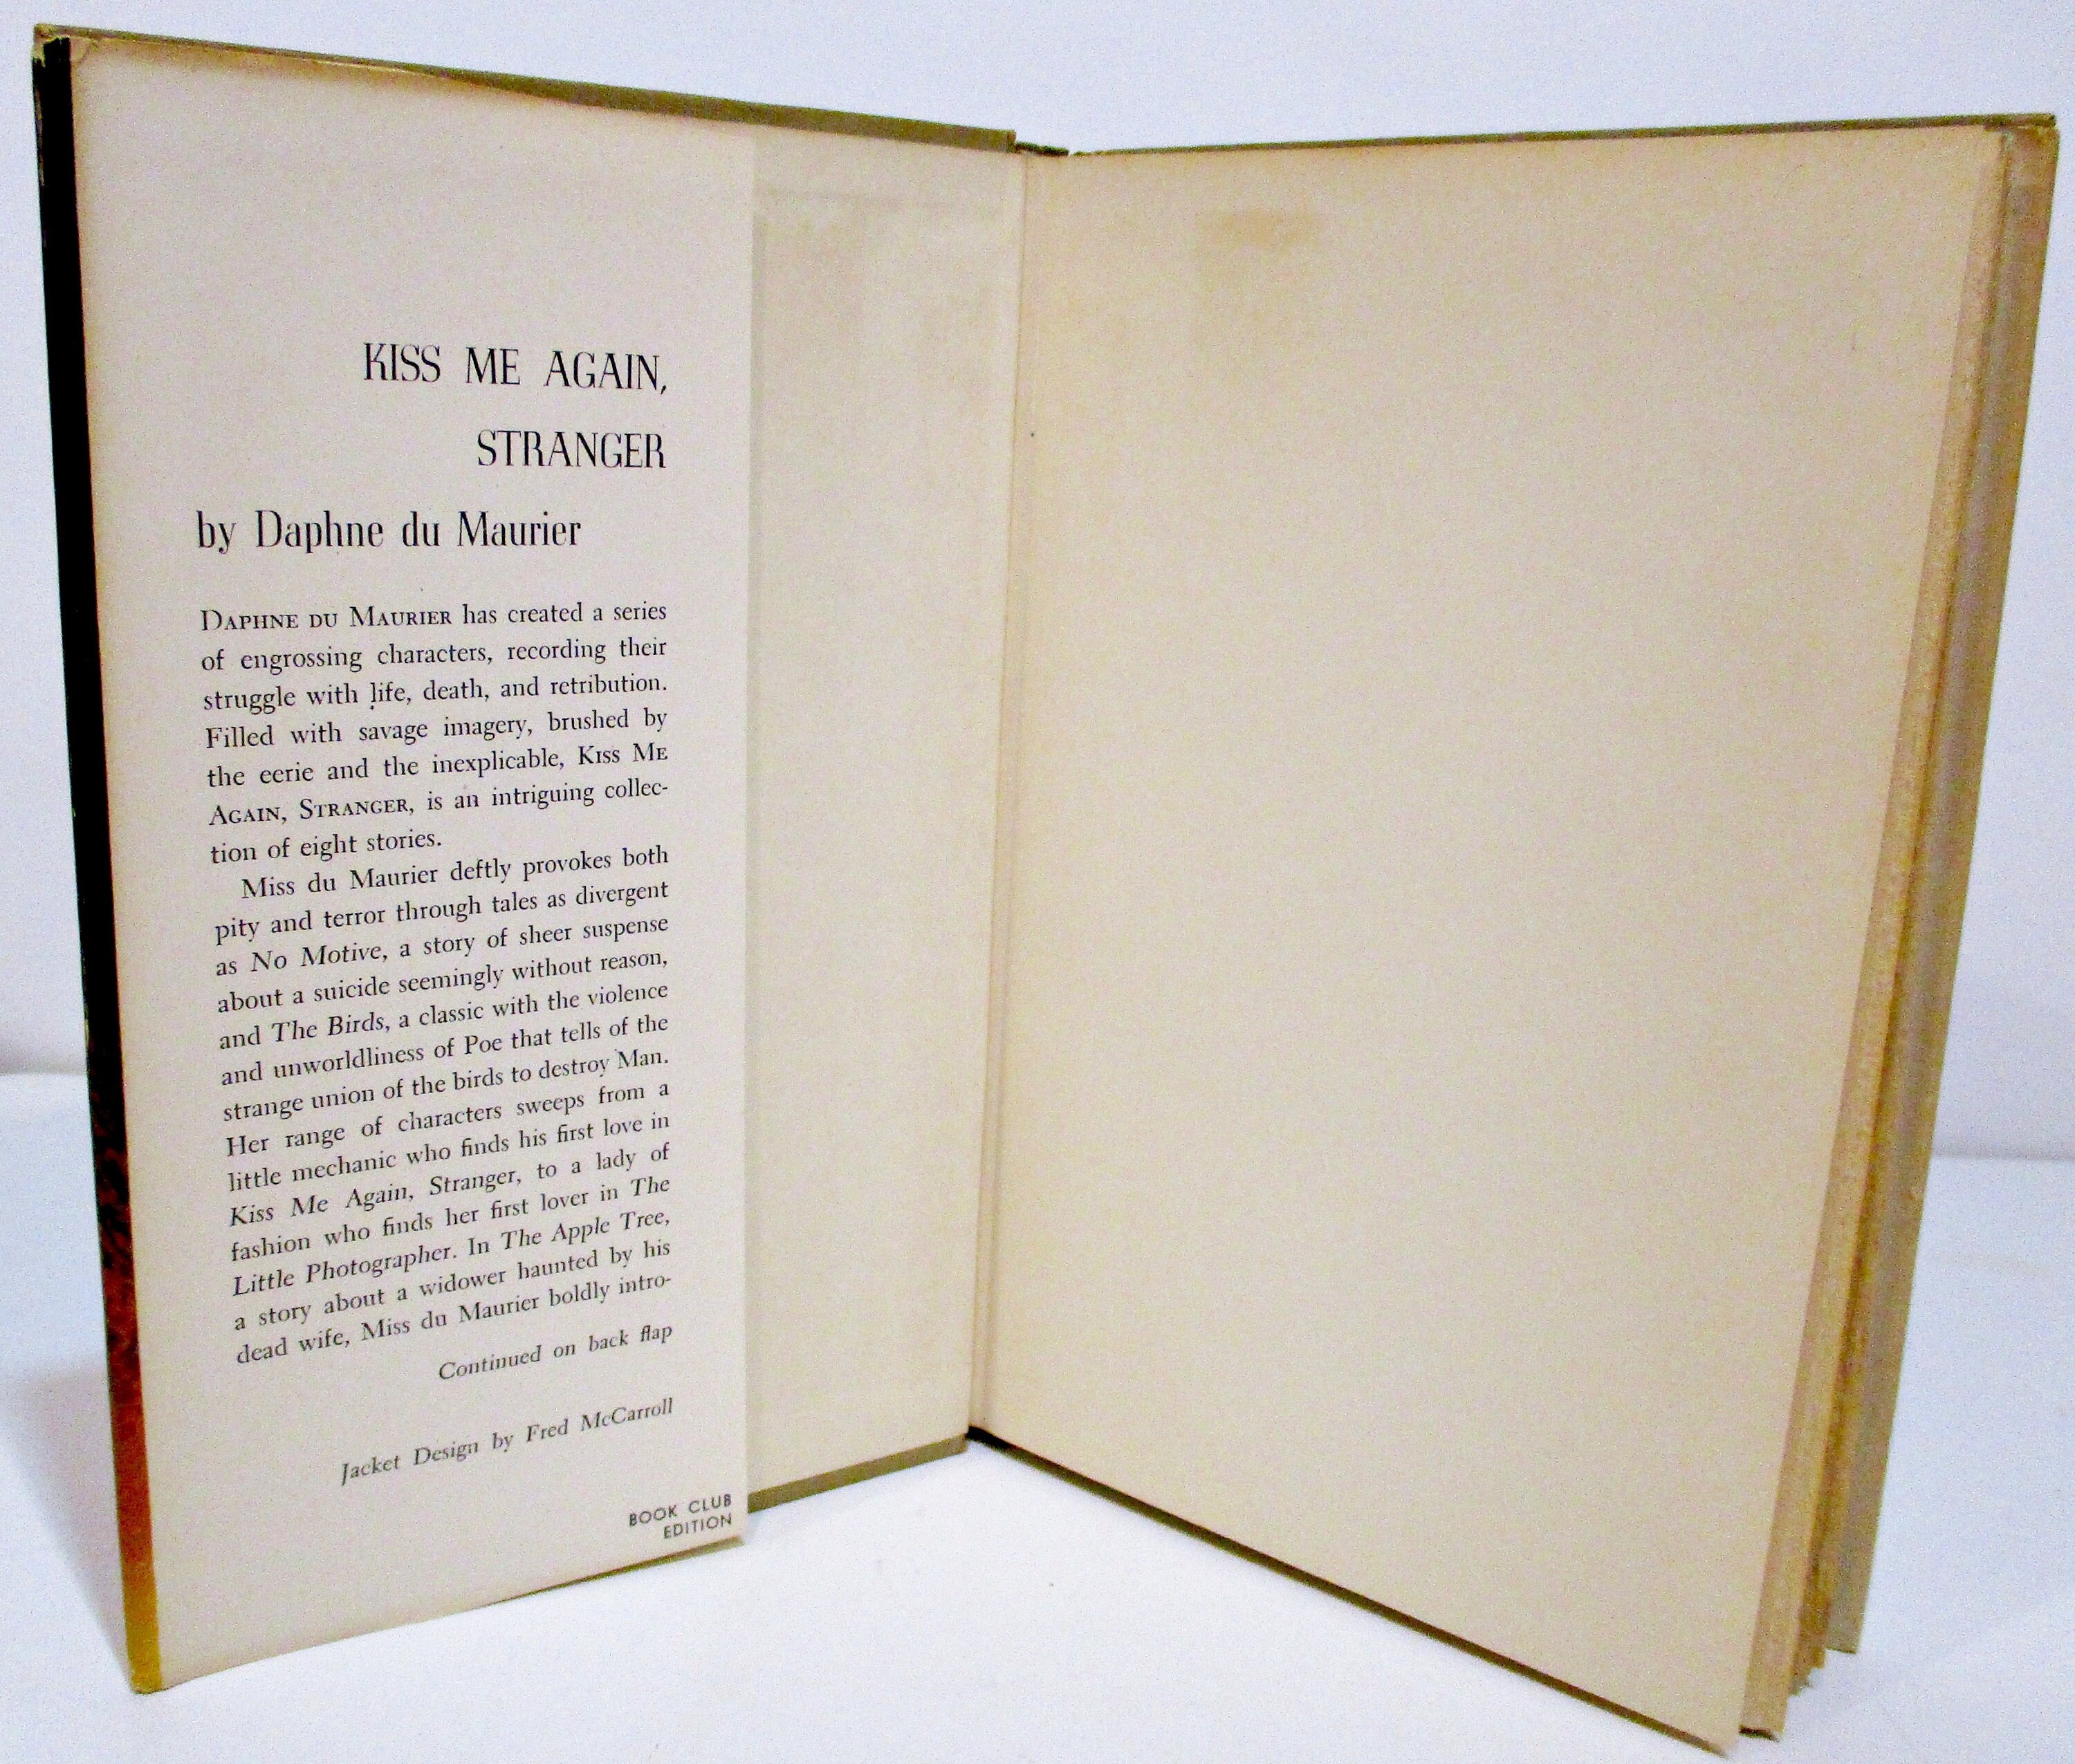 KISS ME AGAIN,
STRANGER
by Daphne du Maurier
DAPHNE DU MAURIER has created a series
of engrossing characters, recording their
struggle with life, death, and retribution.
Filled with savage imagery, brushed by
the eerie and the inexplicable, KISS ME
AGAIN, STRANGER, is an intriguing collec-
tion of eight stories.
Miss du Maurier deftly provokes both
pity and terror through tales as divergent
as No Motive, a story of sheer suspense
about a suicide seemingly without reason,
and The Birds, a classic with the violence
and unworldliness of Poe that tells of the
strange union of the birds to destroy Man.
Her range of characters sweeps from a
little mechanic who finds his first love in
Kiss Me Again, Stranger, to a lady of
fashion who finds her first lover in The
Little Photographer. In The Apple Tree,
a story about a widower haunted by his
dead wife, Miss du Maurier boldly intro-
Continued on back flap
Jacket Design by Fred McCarroll
BOOK CLUB
EDITION